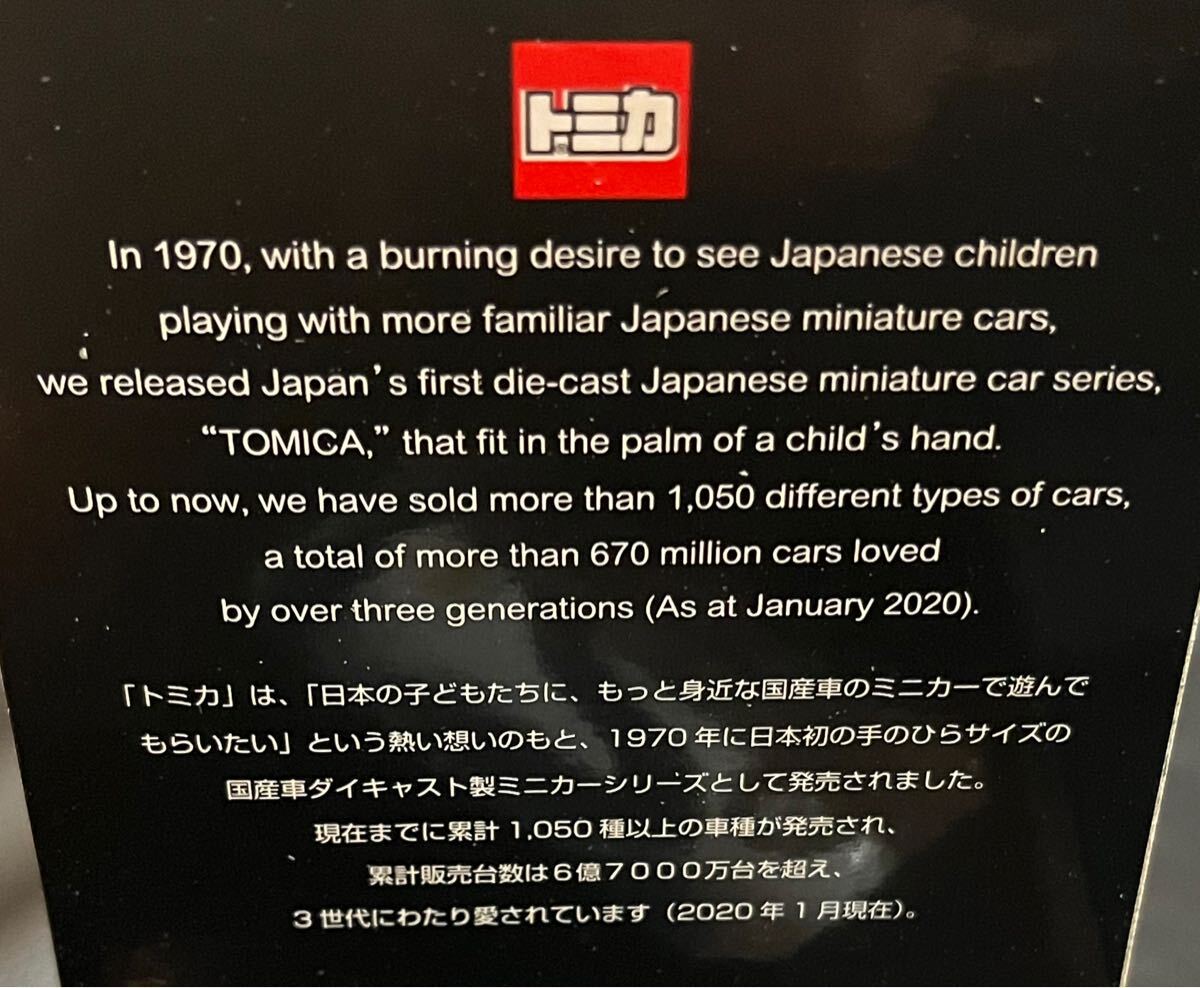 トミカ
In 1970, with a burning desire to see Japanese children
playing with more familiar Japanese miniature cars,
we released Japan's first die-cast Japanese miniature car series,
“TOMICA,” that fit in the palm of a child's hand.
Up to now, we have sold more than 1,050 different types of cars,
a total of more than 670 million cars loved
by over three generations (As at January 2020).
「トミカ」は、「日本の子どもたちに、もっと身近な国産車のミニカーで遊んで
もらいたい」という熱い想いのもと、1970年に日本初の手のひらサイズの
国産車ダイキャスト製ミニカーシリーズとして発売されました。
現在までに累計1,050種以上の車種が発売され、
累計販売台数は6億7000万台を超え、
3世代にわたり愛されています(2020年1月現在)。